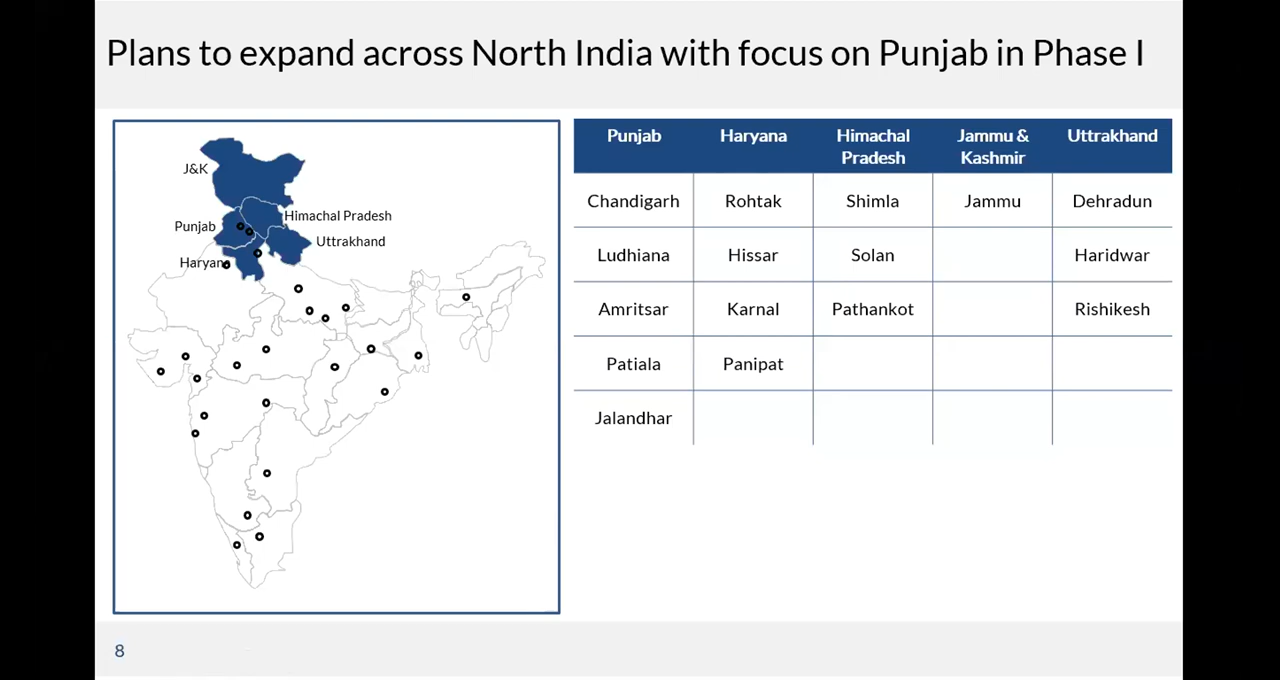 Plans to expand across North India with focus on Punjab in Phase I
J&K
Punjab
Himachal Pradesh
Uttrakhand
Haryana
Punjab Haryana Himachal Pradesh Jammu & Kashmir Uttrakhand
Chandigarh Rohtak Shimla Jammu Dehradun
Ludhiana Hissar Solan Haridwar
Amritsar Karnal Pathankot Rishikesh
Patiala Panipat
Jalandhar
8